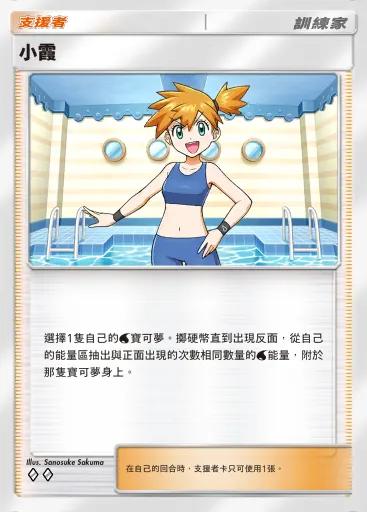 支援者
訓練家
小霞
選擇1隻自己的寶可夢。擲硬幣直到出現反面，從自己
的能量區抽出與正面出現的次數相同數量的能量，附於
那隻寶可夢身上。
Illus. Sanosuke Sakuma
在自己的回合時，支援者卡只可使用1張。